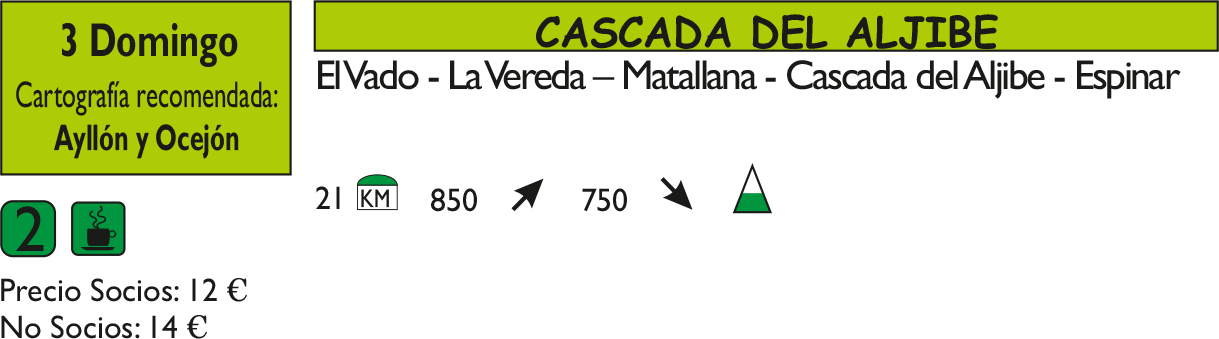 3 Domingo
Cartografía recomendada:
Ayllón y Ocejón
CASCADA DEL ALJIBE
El Vado - La Vereda – Matallana - Cascada del Aljibe - Espinar
21 KM 850 750
2
Precio Socios: 12 €
No Socios: 14 €